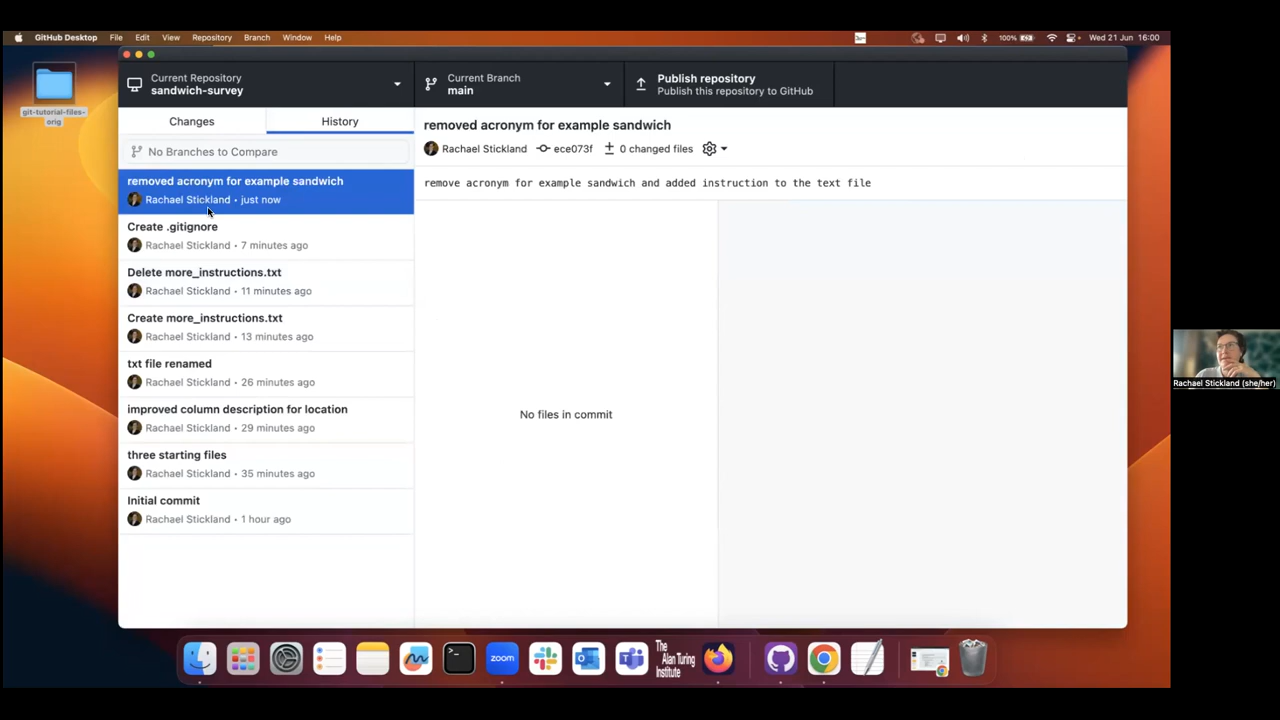 GitHub Desktop File Edit View Repository Branch Window Help
100% Wed 21 Jun 16:00
git-tutorial-files-
orig
Current Repository
sandwich-survey
Current Branch
main
Publish repository
Publish this repository to GitHub
Changes
History
No Branches to Compare
removed acronym for example sandwich
Rachael Stickland • just now
Create .gitignore
Rachael Stickland • 7 minutes ago
Delete more_instructions.txt
Rachael Stickland • 11 minutes ago
Create more_instructions.txt
Rachael Stickland • 13 minutes ago
txt file renamed
Rachael Stickland • 26 minutes ago
improved column description for location
Rachael Stickland • 29 minutes ago
three starting files
Rachael Stickland • 35 minutes ago
Initial commit
Rachael Stickland • 1 hour ago
removed acronym for example sandwich
Rachael Stickland ece073f 0 changed files
remove acronym for example sandwich and added instruction to the text file
No files in commit
Rachael Stickland (she/her)
zoom
The
Alan Turing
Institute